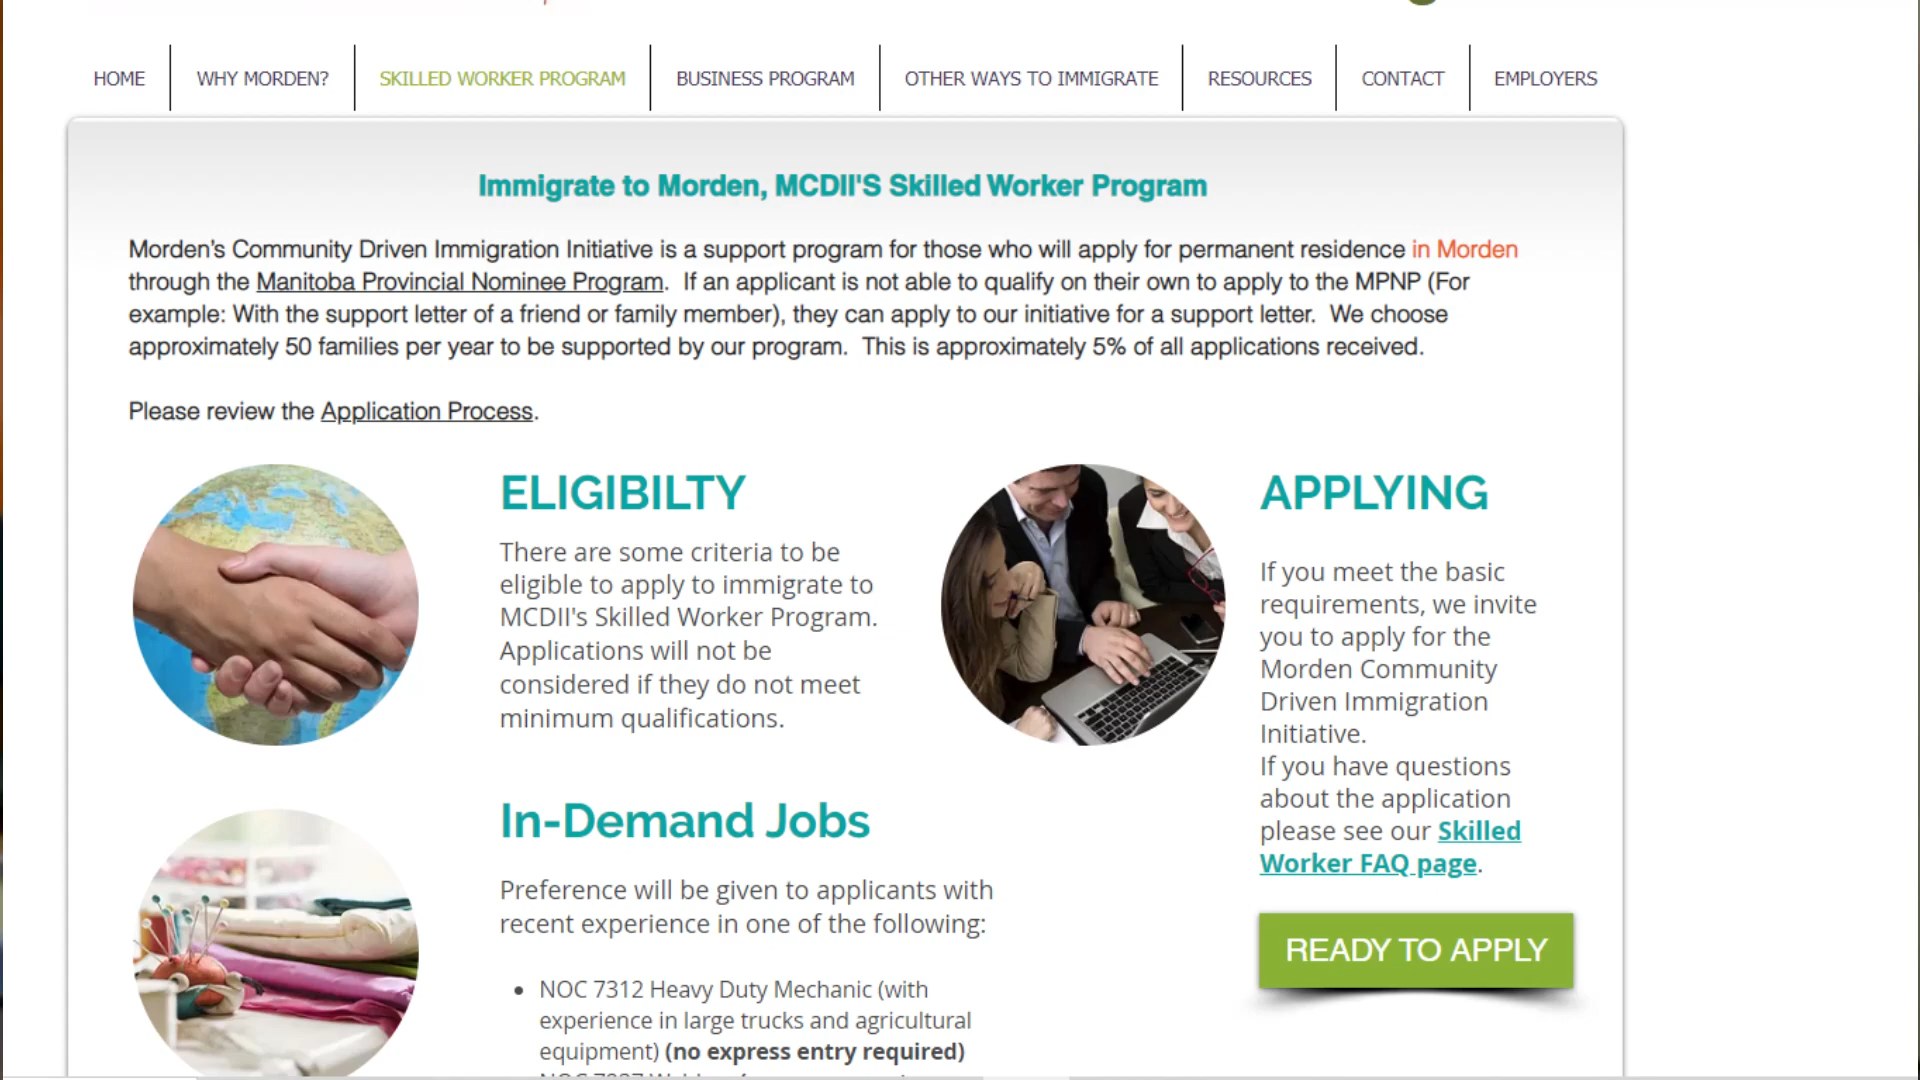 HOME
WHY MORDEN?
SKILLED WORKER PROGRAM
BUSINESS PROGRAM
OTHER WAYS TO IMMIGRATE
RESOURCES
CONTACT
EMPLOYERS
Immigrate to Morden, MCDII'S Skilled Worker Program
Morden’s Community Driven Immigration Initiative is a support program for those who will apply for permanent residence in Morden
through the Manitoba Provincial Nominee Program.  If an applicant is not able to qualify on their own to apply to the MPNP (For
example: With the support letter of a friend or family member), they can apply to our initiative for a support letter.  We choose
approximately 50 families per year to be supported by our program.  This is approximately 5% of all applications received.
Please review the Application Process.
ELIGIBILTY
There are some criteria to be
eligible to apply to immigrate to
MCDII's Skilled Worker Program.
Applications will not be
considered if they do not meet
minimum qualifications.
APPLYING
If you meet the basic
requirements, we invite
you to apply for the
Morden Community
Driven Immigration
Initiative.
If you have questions
about the application
please see our Skilled
Worker FAQ page.
READY TO APPLY
In-Demand Jobs
Preference will be given to applicants with
recent experience in one of the following:
• NOC 7312 Heavy Duty Mechanic (with
experience in large trucks and agricultural
equipment) (no express entry required)